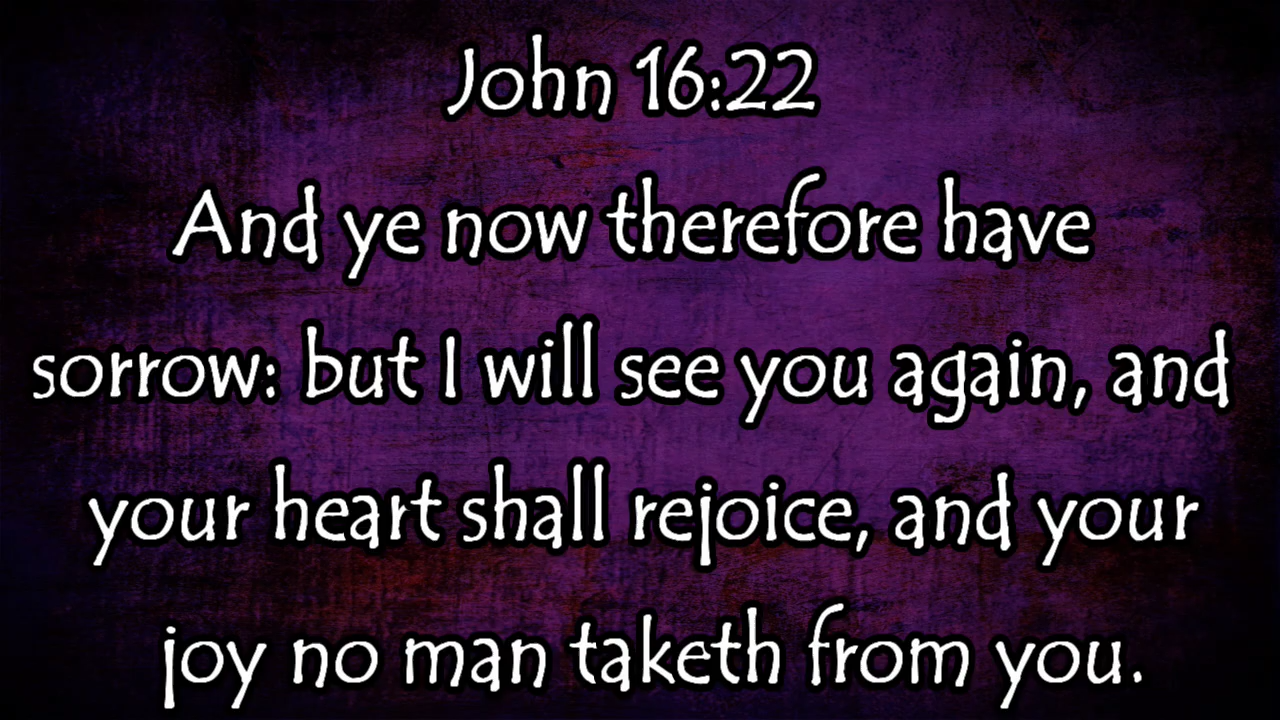 John 16:22
And ye now therefore have
sorrow: but I will see you again, and
your heart shall rejoice, and your
joy no man taketh from you.